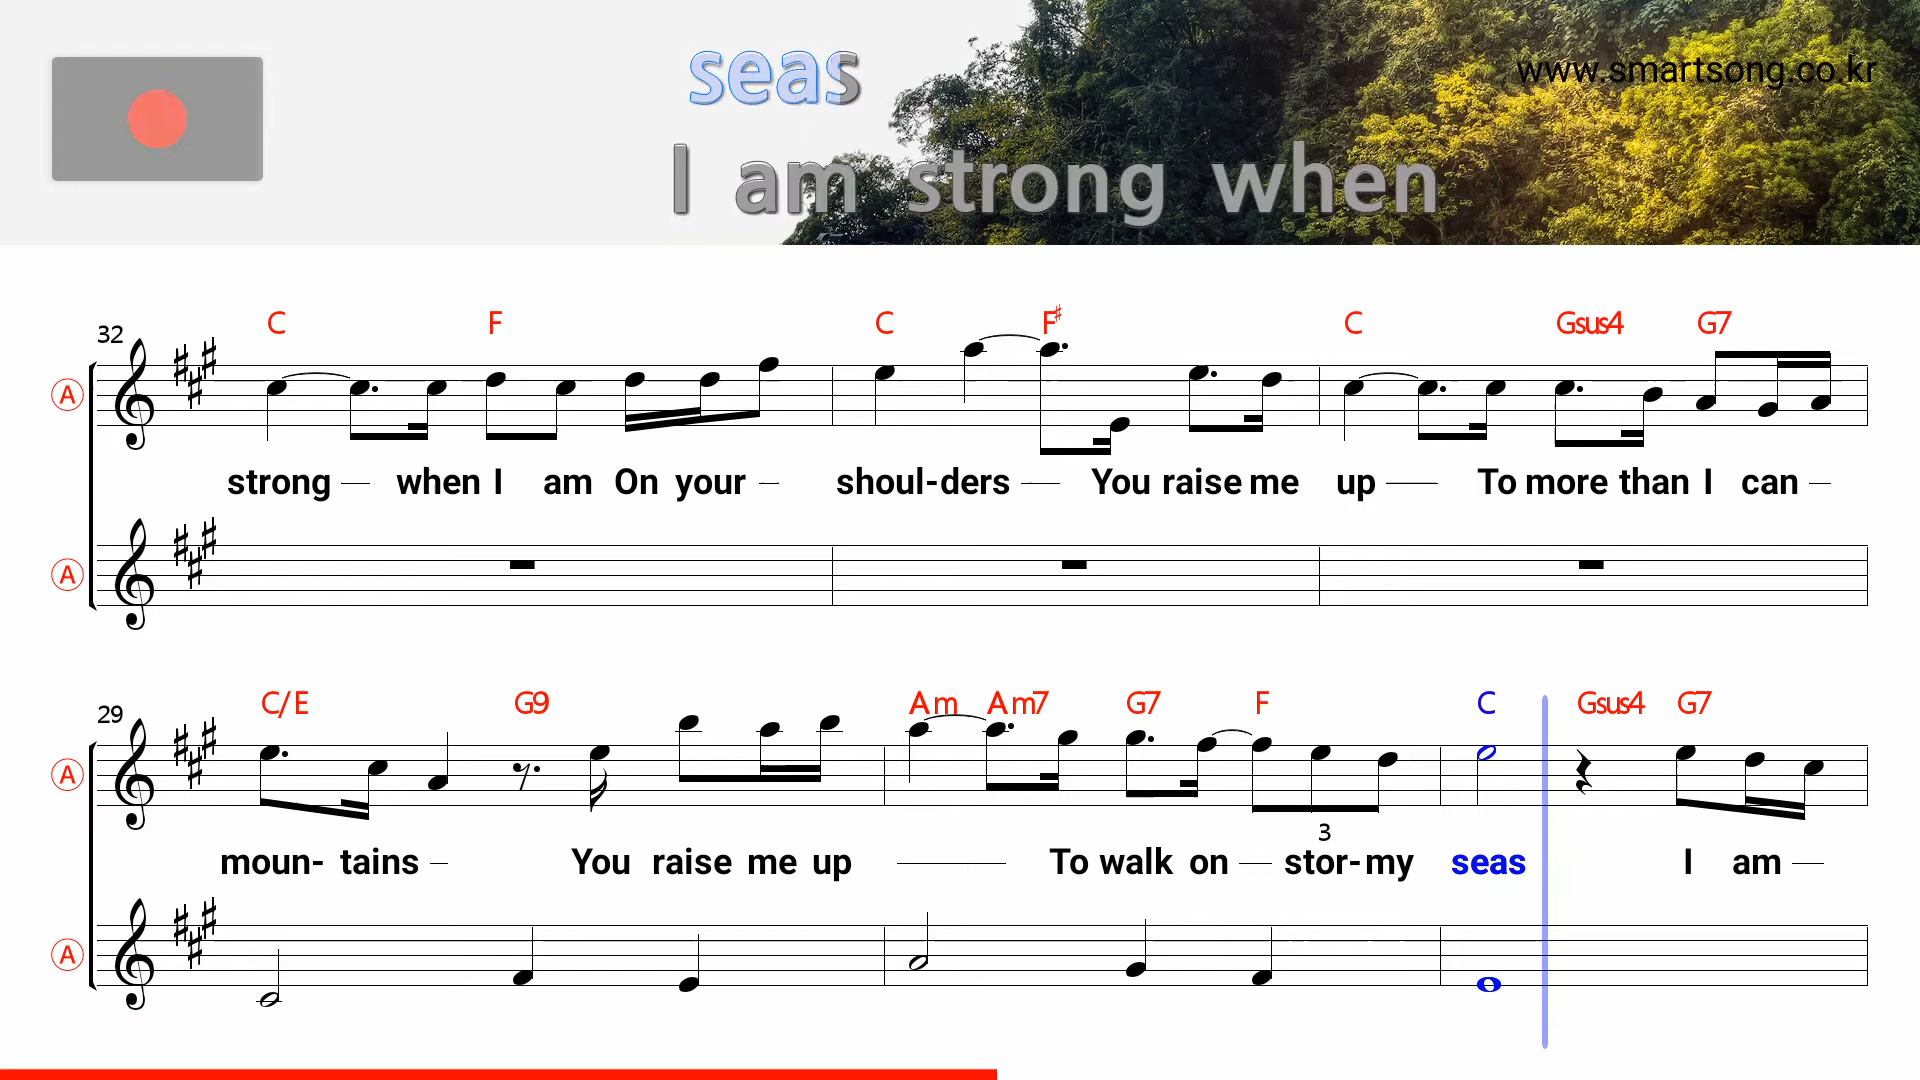 seas
www.smartsong.co.kr
I am strong when
32
C F C F♯ C Gsus4 G7
A
strong — when I am On your — shoul-ders — You raise me up — To more than I can —
A
29
C/E G9 Am Am7 G7 F C Gsus4 G7
A
3
moun- tains — You raise me up — To walk on — stor-my seas I am —
A